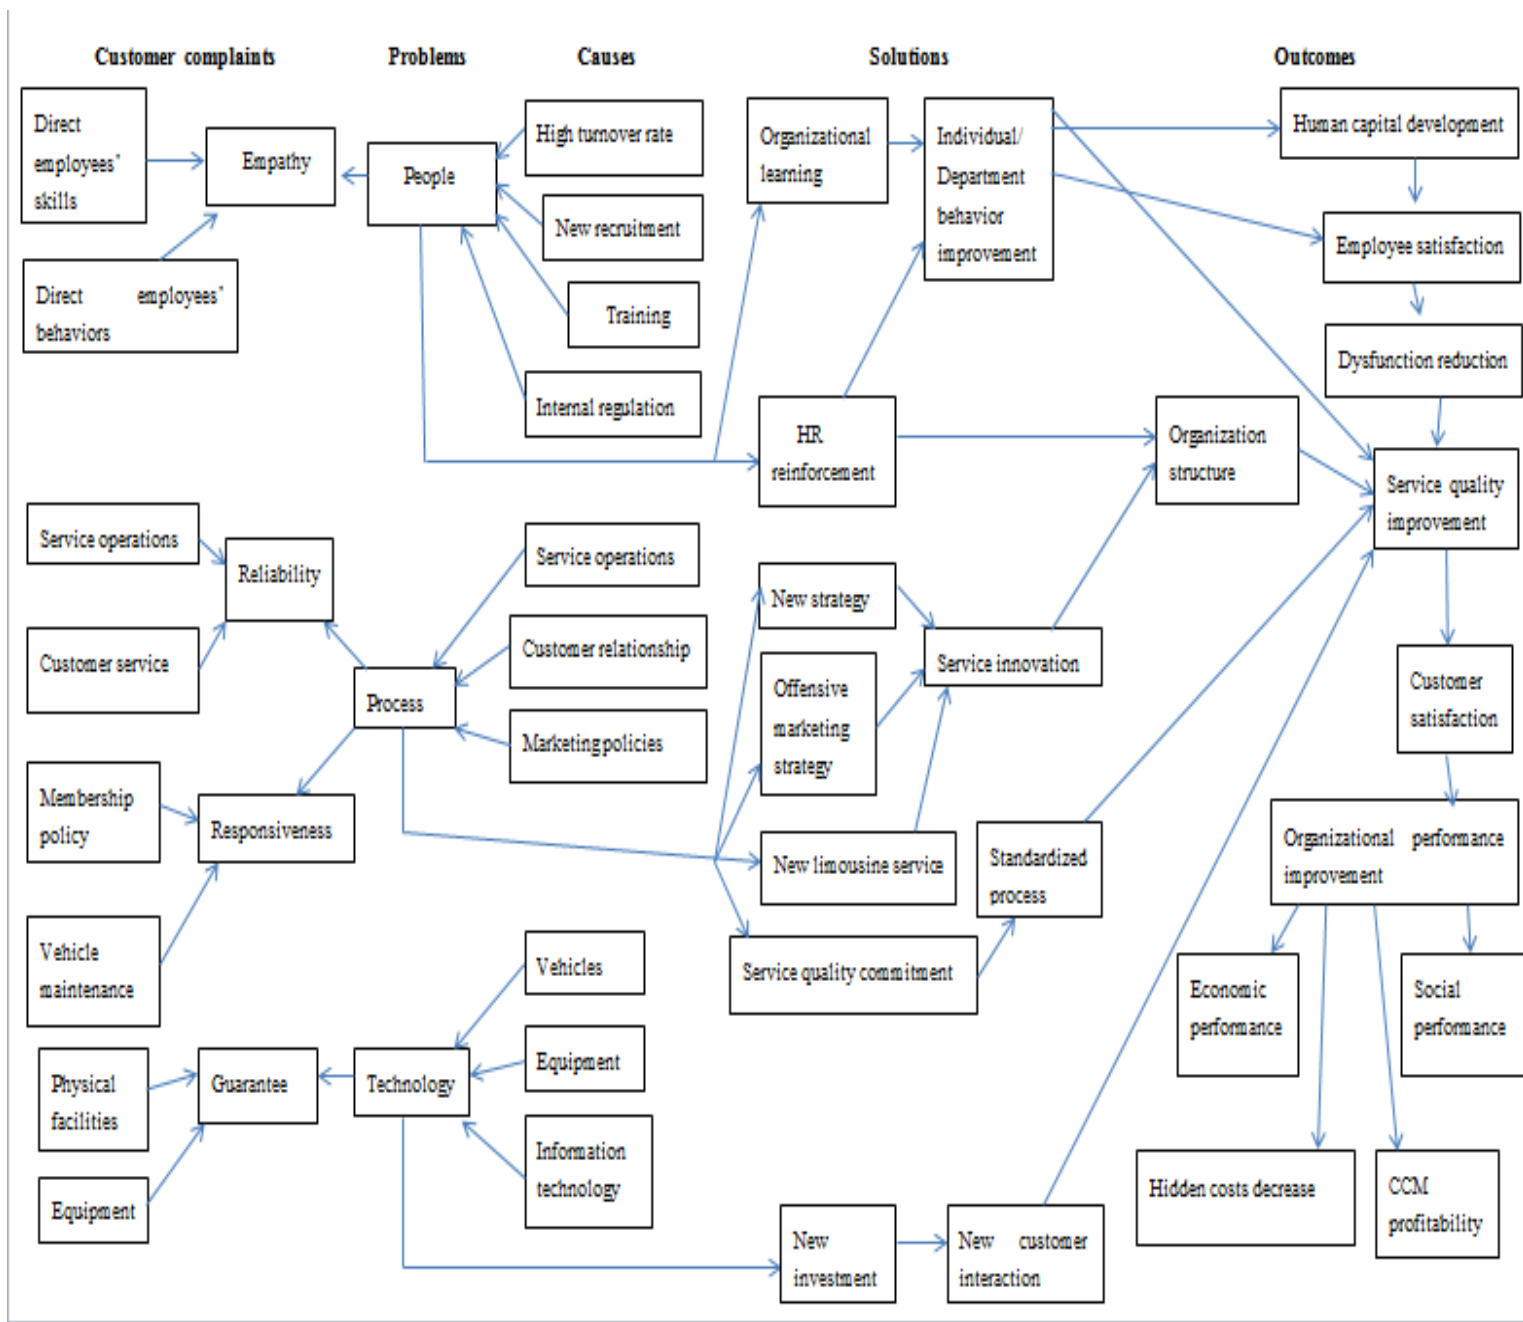 Customer complaints
Problems
Causes
Solutions
Outcomes
Direct
employees'
skills
Empathy
People
High turnover rate
New recruitment
Training
Internal regulation
Direct employees'
behaviors
Organizational
learning
Individual/
Department
behavior
improvement
Human capital development
Employee satisfaction
Dysfunction reduction
HR
reinforcement
Organization
structure
Service quality
improvement
Service operations
Reliability
Customer service
Process
Service operations
Customer relationship
Marketing policies
New strategy
Offensive
marketing
strategy
Service innovation
Customer
satisfaction
Membership
policy
Responsiveness
Vehicle
maintenance
New limousine service
Standardized
process
Service quality commitment
Organizational performance
improvement
Economic
performance
Social
performance
Physical
facilities
Guarantee
Technology
Equipment
Vehicles
Equipment
Information
technology
Hidden costs decrease
CCM
profitability
New
investment
New customer
interaction